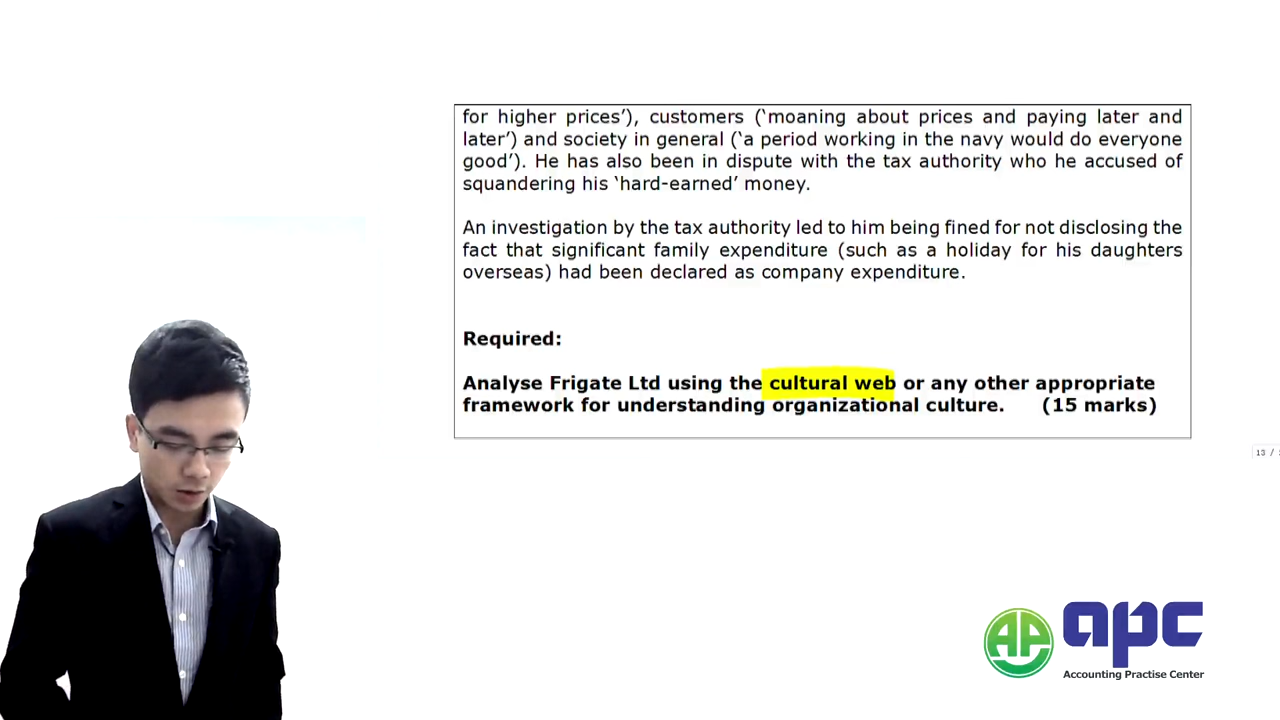 for higher prices’), customers (‘moaning about prices and paying later and
later’) and society in general (‘a period working in the navy would do everyone
good’). He has also been in dispute with the tax authority who he accused of
squandering his ‘hard-earned’ money.
An investigation by the tax authority led to him being fined for not disclosing the
fact that significant family expenditure (such as a holiday for his daughters
overseas) had been declared as company expenditure.
Required:
Analyse Frigate Ltd using the cultural web or any other appropriate
framework for understanding organizational culture. (15 marks)
13 /
AP
apc
Accounting Practise Center